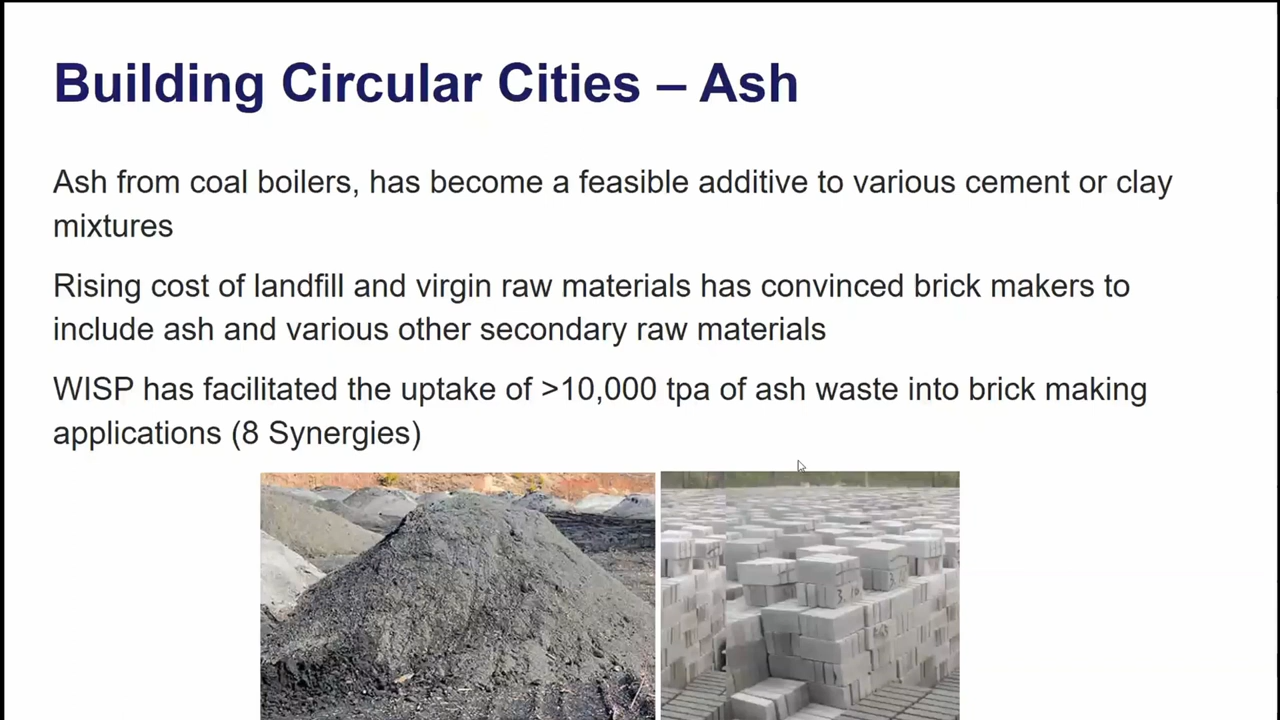 Building Circular Cities – Ash
Ash from coal boilers, has become a feasible additive to various cement or clay
mixtures
Rising cost of landfill and virgin raw materials has convinced brick makers to
include ash and various other secondary raw materials
WISP has facilitated the uptake of >10,000 tpa of ash waste into brick making
applications (8 Synergies)